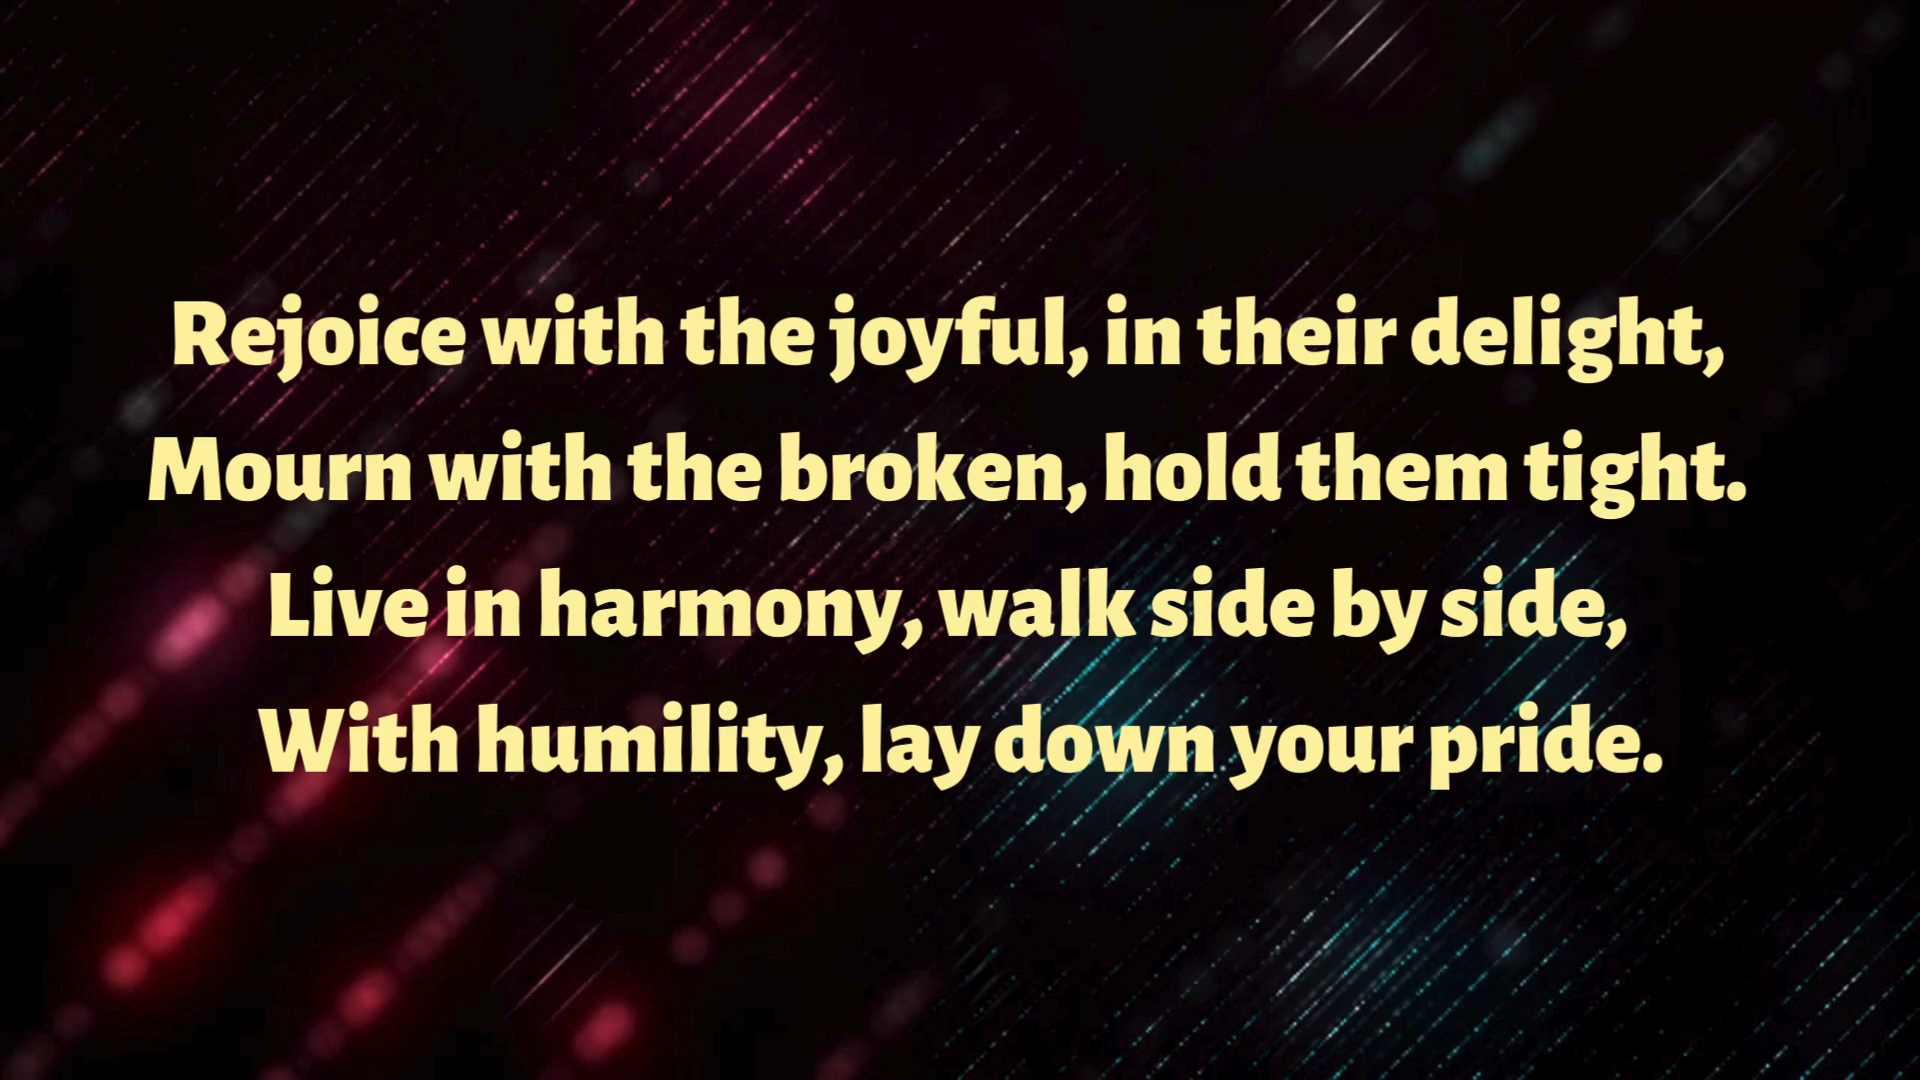 Rejoice with the joyful, in their delight,
Mourn with the broken, hold them tight.
Live in harmony, walk side by side,
With humility, lay down your pride.